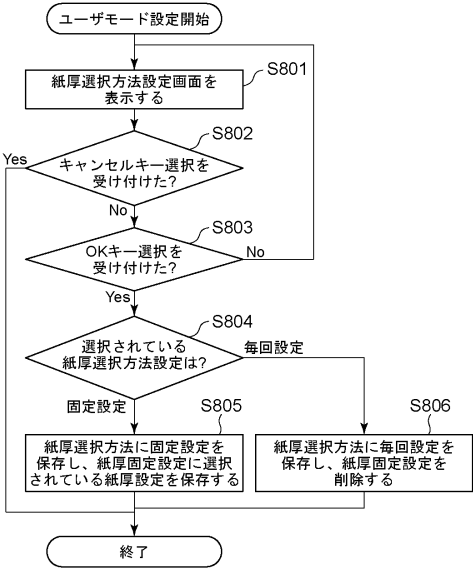 ユーザモード設定開始
S801
紙厚選択方法設定画面を
表示する
S802
Yes
キャンセルキー選択を
受け付けた?
No
S803
OKキー選択を
受け付けた?
No
Yes
S804
選択されている
紙厚選択方法設定は?
毎回設定
固定設定
S805
S806
紙厚選択方法に固定設定を
保存し、紙厚固定設定に選択
されている紙厚設定を保存する
紙厚選択方法に毎回設定を
保存し、紙厚固定設定を
削除する
終了